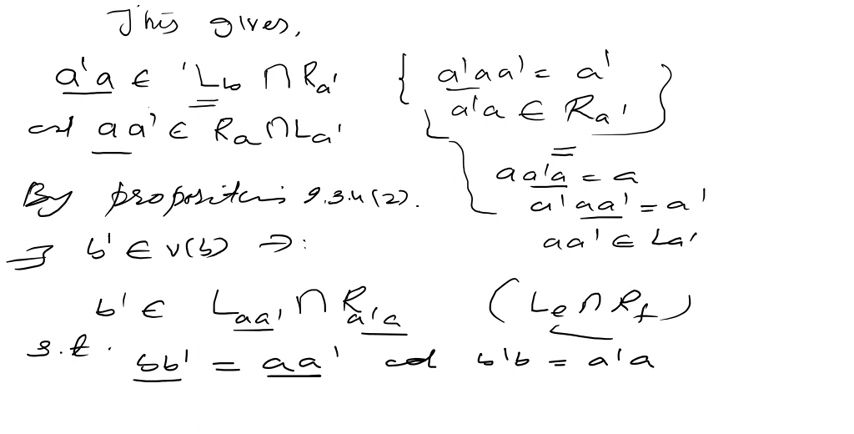 This gives,
a'a ∈ L_b ∩ R_a' { a'aa' = a'
a'a ∈ R_a' }
and aa' ∈ R_a ∩ L_a'
aa'a = a
a'aa' = a'
aa' ∈ L_a'
By proposition 2.3.4(2).
⇒ b' ∈ V(b) ⇒:
b' ∈ L_aa' ∩ R_a'a (L_e ∩ R_f)
s.t. bb' = aa' and b'b = a'a